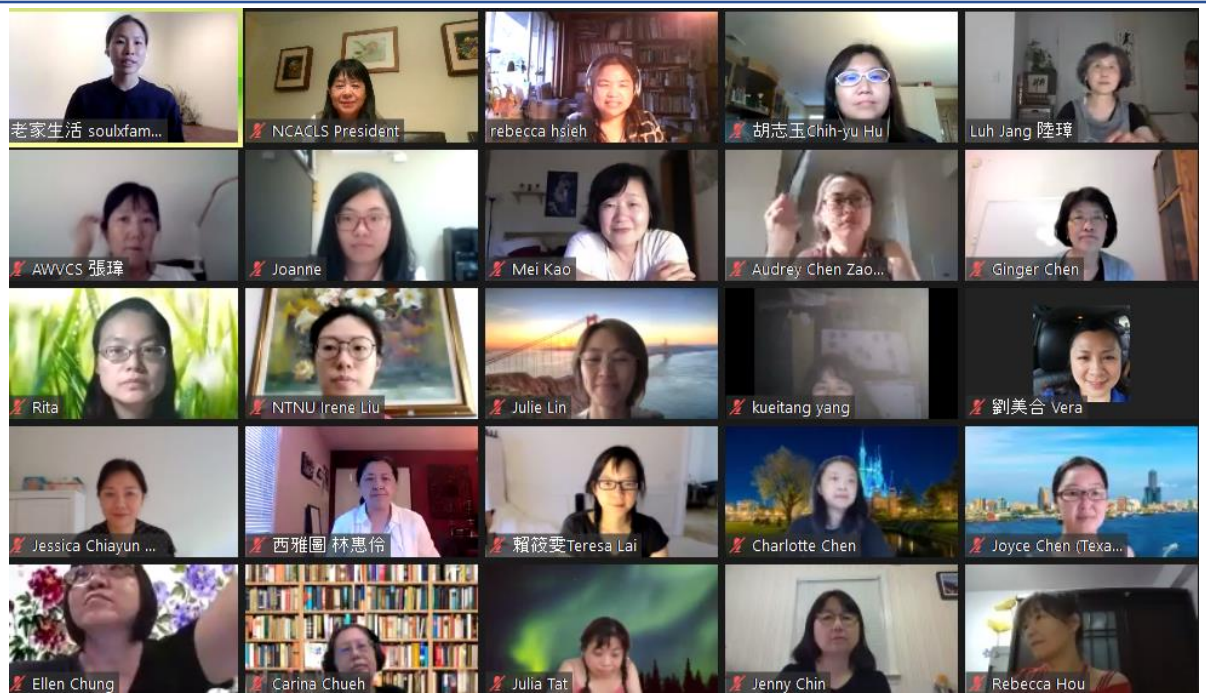 老家生活 soulxfam...
NCACLS President
rebecca hsieh
胡志玉Chih-yu Hu
Luh Jang 陸璋
AWVCS 張瑋
Joanne
Mei Kao
Audrey Chen Zao...
Ginger Chen
Rita
NTNU Irene Liu
Julie Lin
kueitang yang
劉美合 Vera
Jessica Chiayun ...
西雅圖 林惠伶
賴筱雯Teresa Lai
Charlotte Chen
Joyce Chen (Texa...
Ellen Chung
Carina Chueh
Julia Tat
Jenny Chin
Rebecca Hou